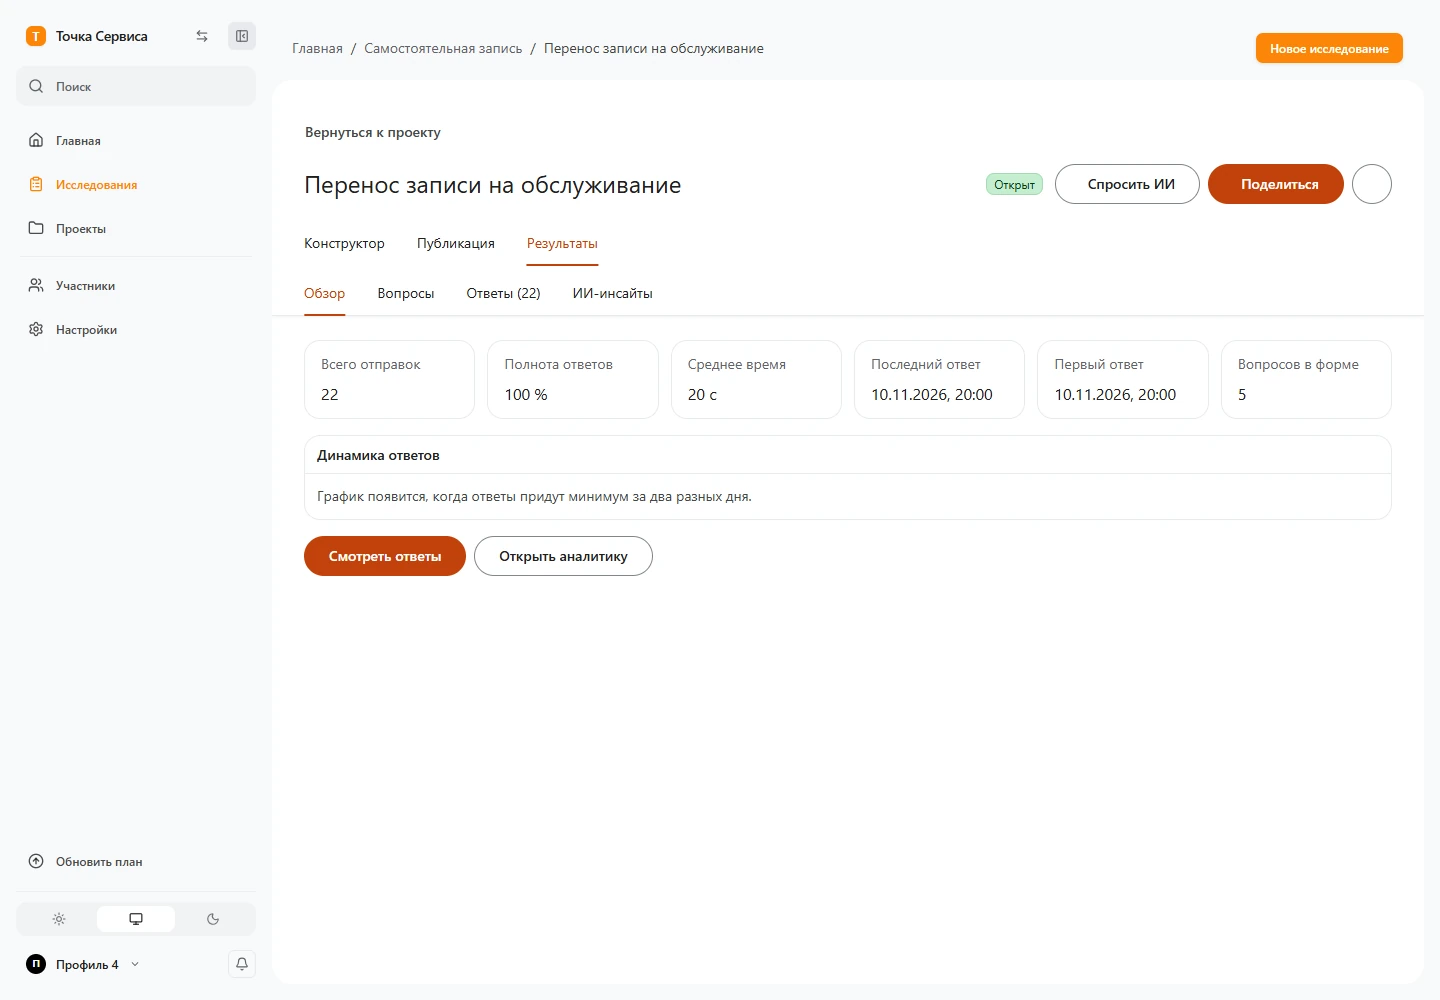 Т Точка Сервиса
Поиск
Главная
Исследования
Проекты
Участники
Настройки
Обновить план
П Профиль 4
Главная / Самостоятельная запись / Перенос записи на обслуживание
Новое исследование
Вернуться к проекту
Перенос записи на обслуживание
Открыт
Спросить ИИ
Поделиться
Конструктор Публикация Результаты
Обзор Вопросы Ответы (22) ИИ-инсайты
Всего отправок
22
Полнота ответов
100 %
Среднее время
20 с
Последний ответ
10.11.2026, 20:00
Первый ответ
10.11.2026, 20:00
Вопросов в форме
5
Динамика ответов
График появится, когда ответы придут минимум за два разных дня.
Смотреть ответы
Открыть аналитику